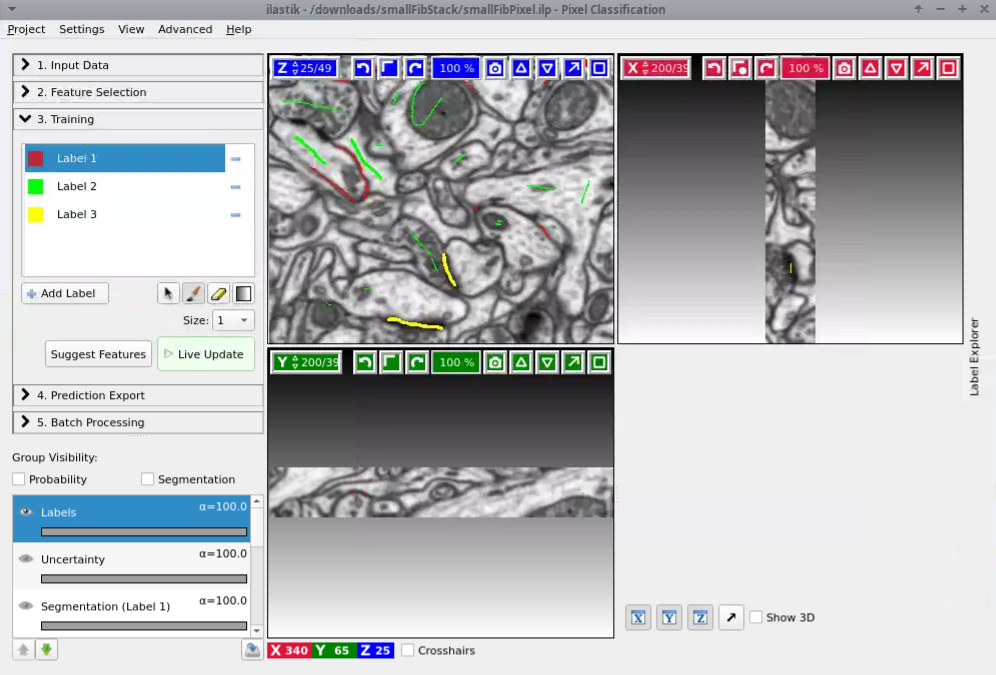 ilastik - /downloads/smallFibStack/smallFibPixel.ilp - Pixel Classification
Project Settings View Advanced Help
1. Input Data
2. Feature Selection
3. Training
Label 1
Label 2
Label 3
Add Label
Size: 1
Suggest Features
Live Update
4. Prediction Export
5. Batch Processing
Group Visibility:
Probability
Segmentation
Labels α=100.0
Uncertainty α=100.0
Segmentation (Label 1) α=100.0
Z 25/49 100 %
X 200/39 100 %
Y 200/39 100 %
X 340 Y 65 Z 25 Crosshairs
X Y Z Show 3D
Label Explorer